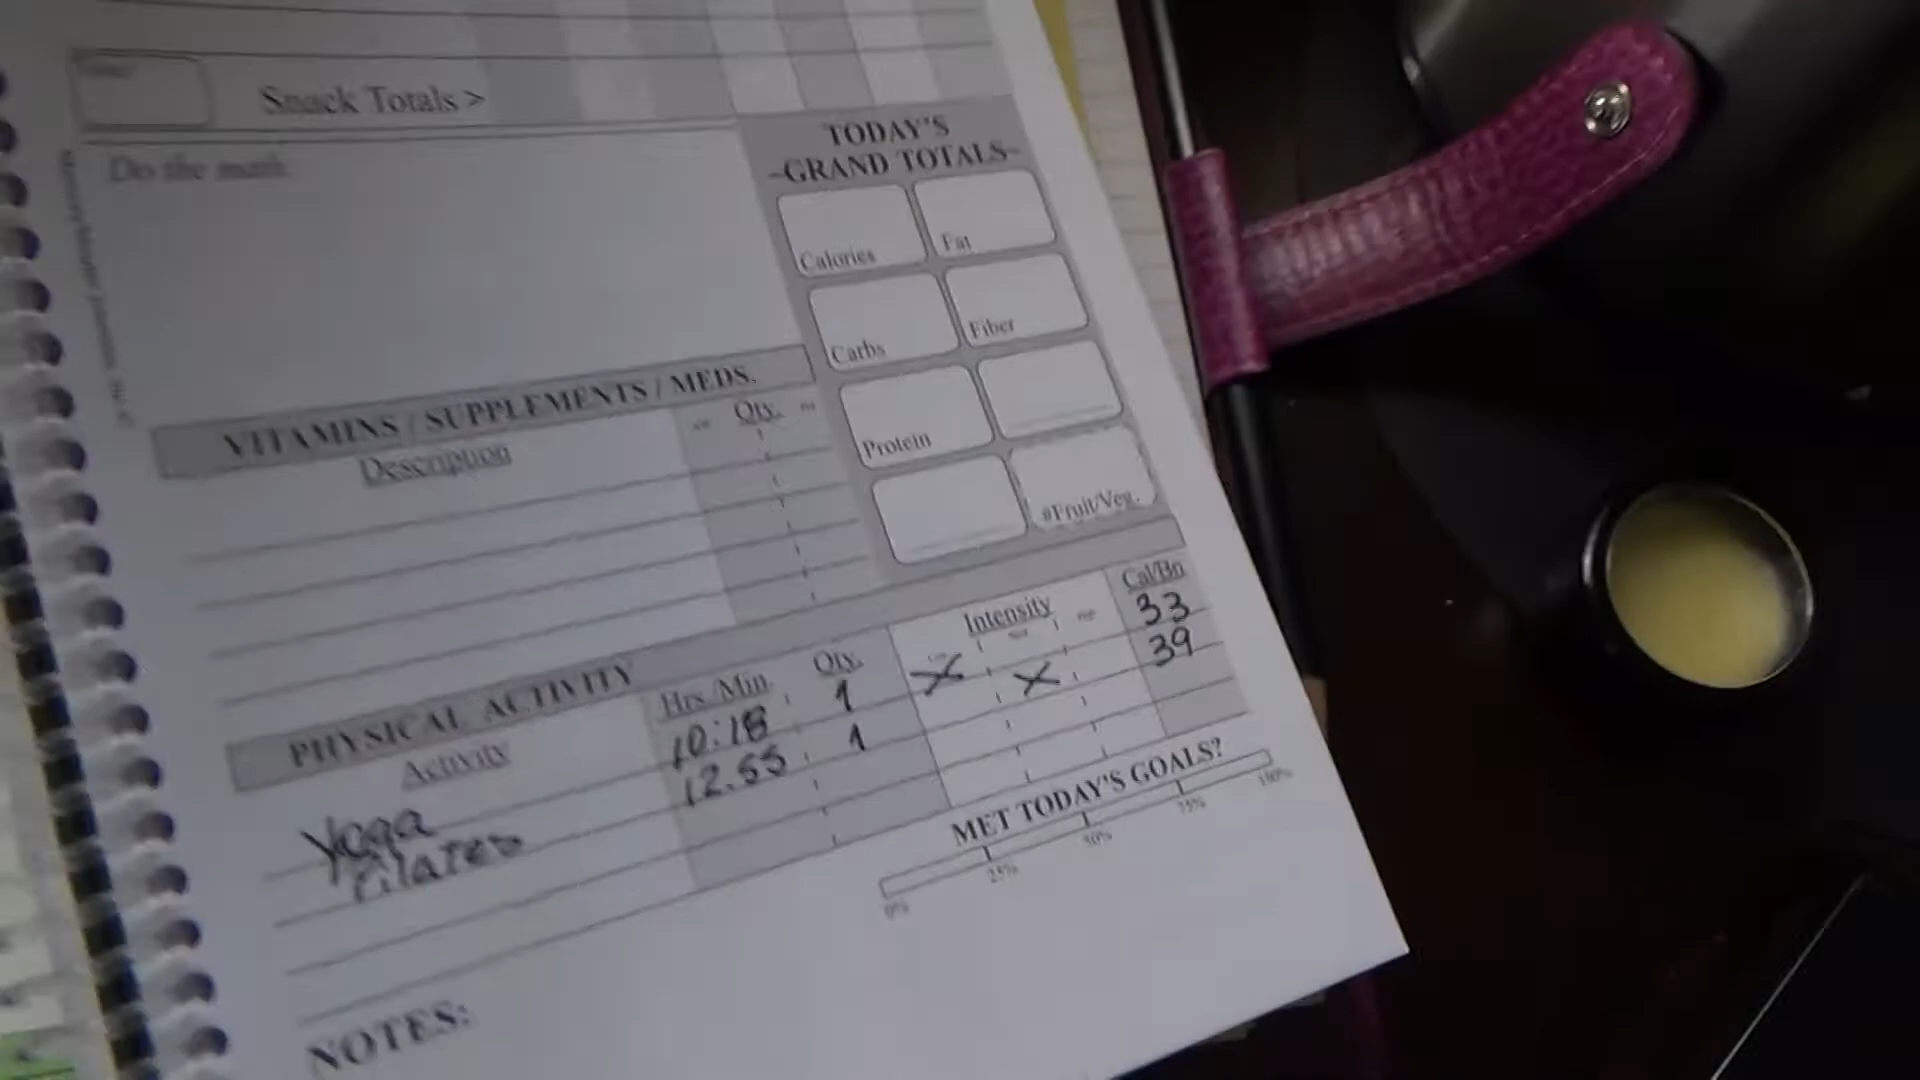 Snack Totals >
Do the math:
TODAY'S
-GRAND TOTALS-
Calories
Fat
Carbs
Fiber
Protein
#Fruit/Veg.
VITAMINS / SUPPLEMENTS / MEDS.
Description
Qty.
PHYSICAL ACTIVITY
Activity
Hrs./Min.
Qty.
Intensity
Cal/Bn
Yoga 10:18 1 X 33
Pilates 12.55 1 X 39
MET TODAY'S GOALS?
0% 25% 50% 75% 100%
NOTES: